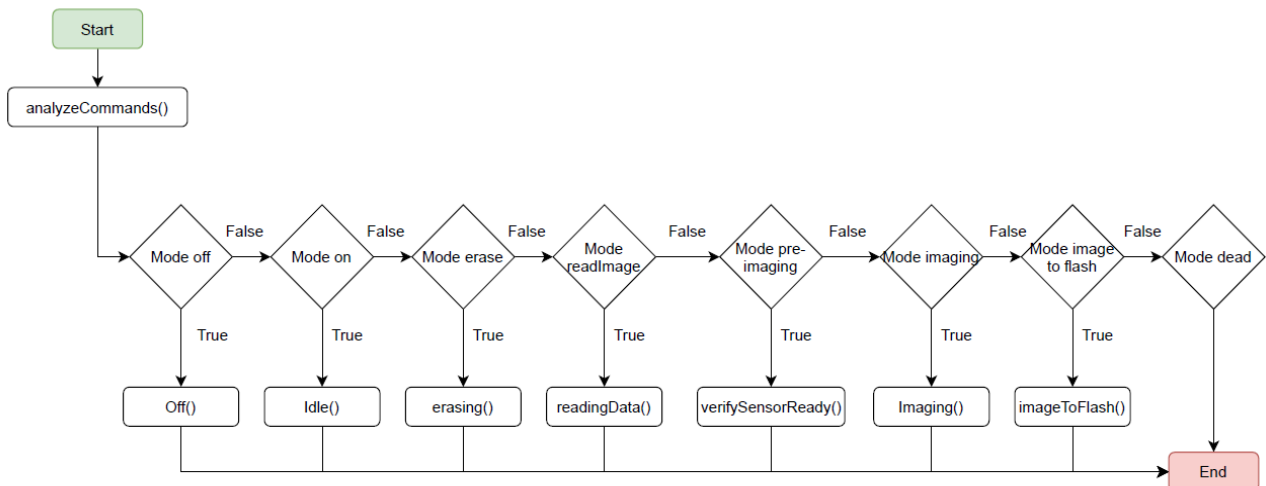 Start
analyzeCommands()
False
False
False
False
False
False
False
Mode off
Mode on
Mode erase
Mode
readImage
Mode pre-
imaging
Mode imaging
Mode image
to flash
Mode dead
True
True
True
True
True
True
True
Off()
Idle()
erasing()
readingData()
verifySensorReady()
Imaging()
imageToFlash()
End